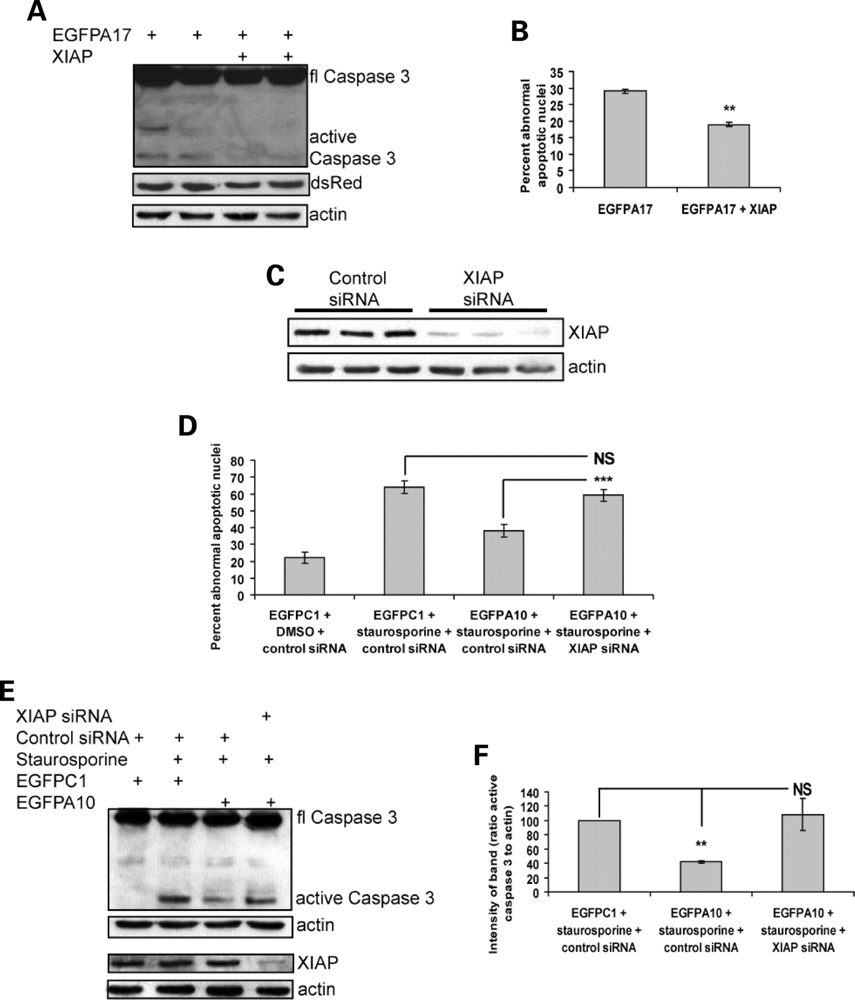 A
EGFPA17 + + + +
XIAP + +
fl Caspase 3
active
Caspase 3
dsRed
actin
B
Percent abnormal
apoptotic nuclei
35
30
25
20
15
10
5
0
**
EGFPA17 EGFPA17 + XIAP
C
Control
siRNA
XIAP
siRNA
XIAP
actin
D
Percent abnormal apoptotic nuclei
80
70
60
50
40
30
20
10
0
NS
***
EGFPC1 +
DMSO +
control siRNA
EGFPC1 +
staurosporine +
control siRNA
EGFPA10 +
staurosporine +
control siRNA
EGFPA10 +
staurosporine +
XIAP siRNA
E
XIAP siRNA +
Control siRNA + + +
Staurosporine + + +
EGFPC1 + +
EGFPA10 + +
fl Caspase 3
active Caspase 3
actin
XIAP
actin
F
Intensity of band (ratio active
caspase 3 to actin)
140
120
100
80
60
40
20
0
NS
**
EGFPC1 +
staurosporine +
control siRNA
EGFPA10 +
staurosporine +
control siRNA
EGFPA10 +
staurosporine +
XIAP siRNA